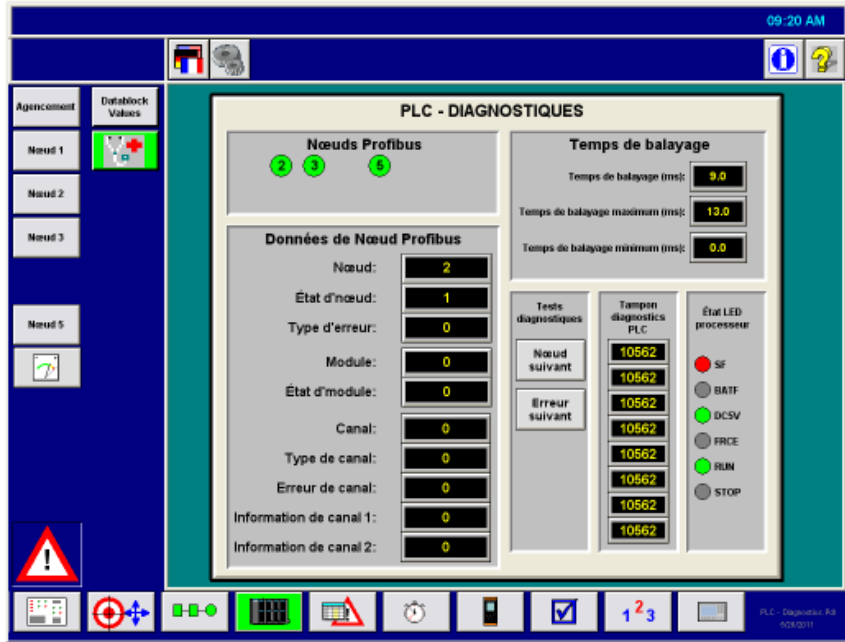 09:20 AM
Agencement
Datablock Values
Nœud 1
Nœud 2
Nœud 3
Nœud 5
PLC - DIAGNOSTIQUES
Nœuds Profibus
2 3 5
Données de Nœud Profibus
Nœud: 2
État d'nœud: 1
Type d'erreur: 0
Module: 0
État d'module: 0
Canal: 0
Type de canal: 0
Erreur de canal: 0
Information de canal 1: 0
Information de canal 2: 0
Temps de balayage
Temps de balayage (ms): 9.0
Temps de balayage maximum (ms): 13.0
Temps de balayage minimum (ms): 0.0
Tests
diagnostiques
Nœud
suivant
Erreur
suivant
Tampon
diagnostics
PLC
10562
10562
10562
10562
10562
10562
10562
10562
État LED
processeur
SF
BATF
DC5V
FRCE
RUN
STOP
1 2 3
PLC - Diagnostics.Rdt